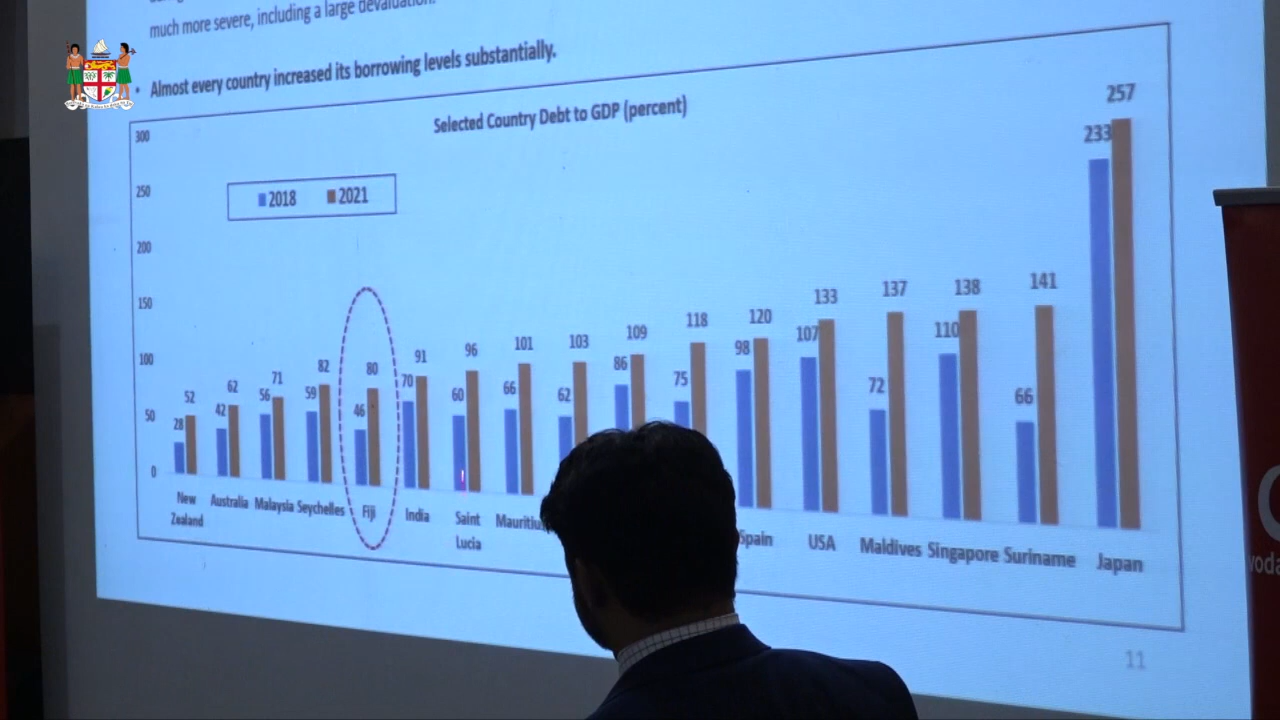 much more severe, including a large devaluation.
• Almost every country increased its borrowing levels substantially.
Selected Country Debt to GDP (percent)
300
250
200
150
100
50
0
2018 2021
28 52
42 62
56 71
59 82
46 80
70 91
60 96
66 101
62 103
86 109
75 118
98 120
107 133
72 137
110 138
66 141
233 257
New Zealand
Australia
Malaysia
Seychelles
Fiji
India
Saint Lucia
Spain
USA
Maldives
Singapore
Suriname
Japan
11